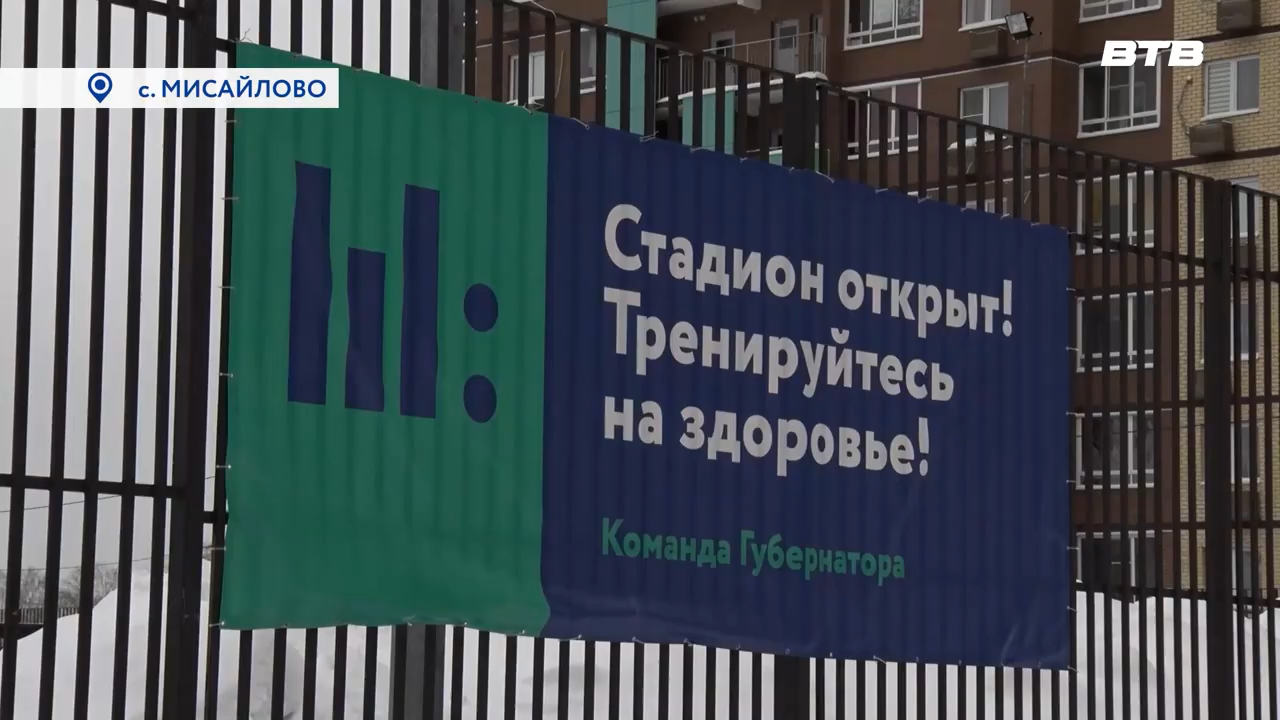 с. МИСАЙЛОВО
ВТВ
Стадион открыт!
Тренируйтесь
на здоровье!
Команда Губернатора